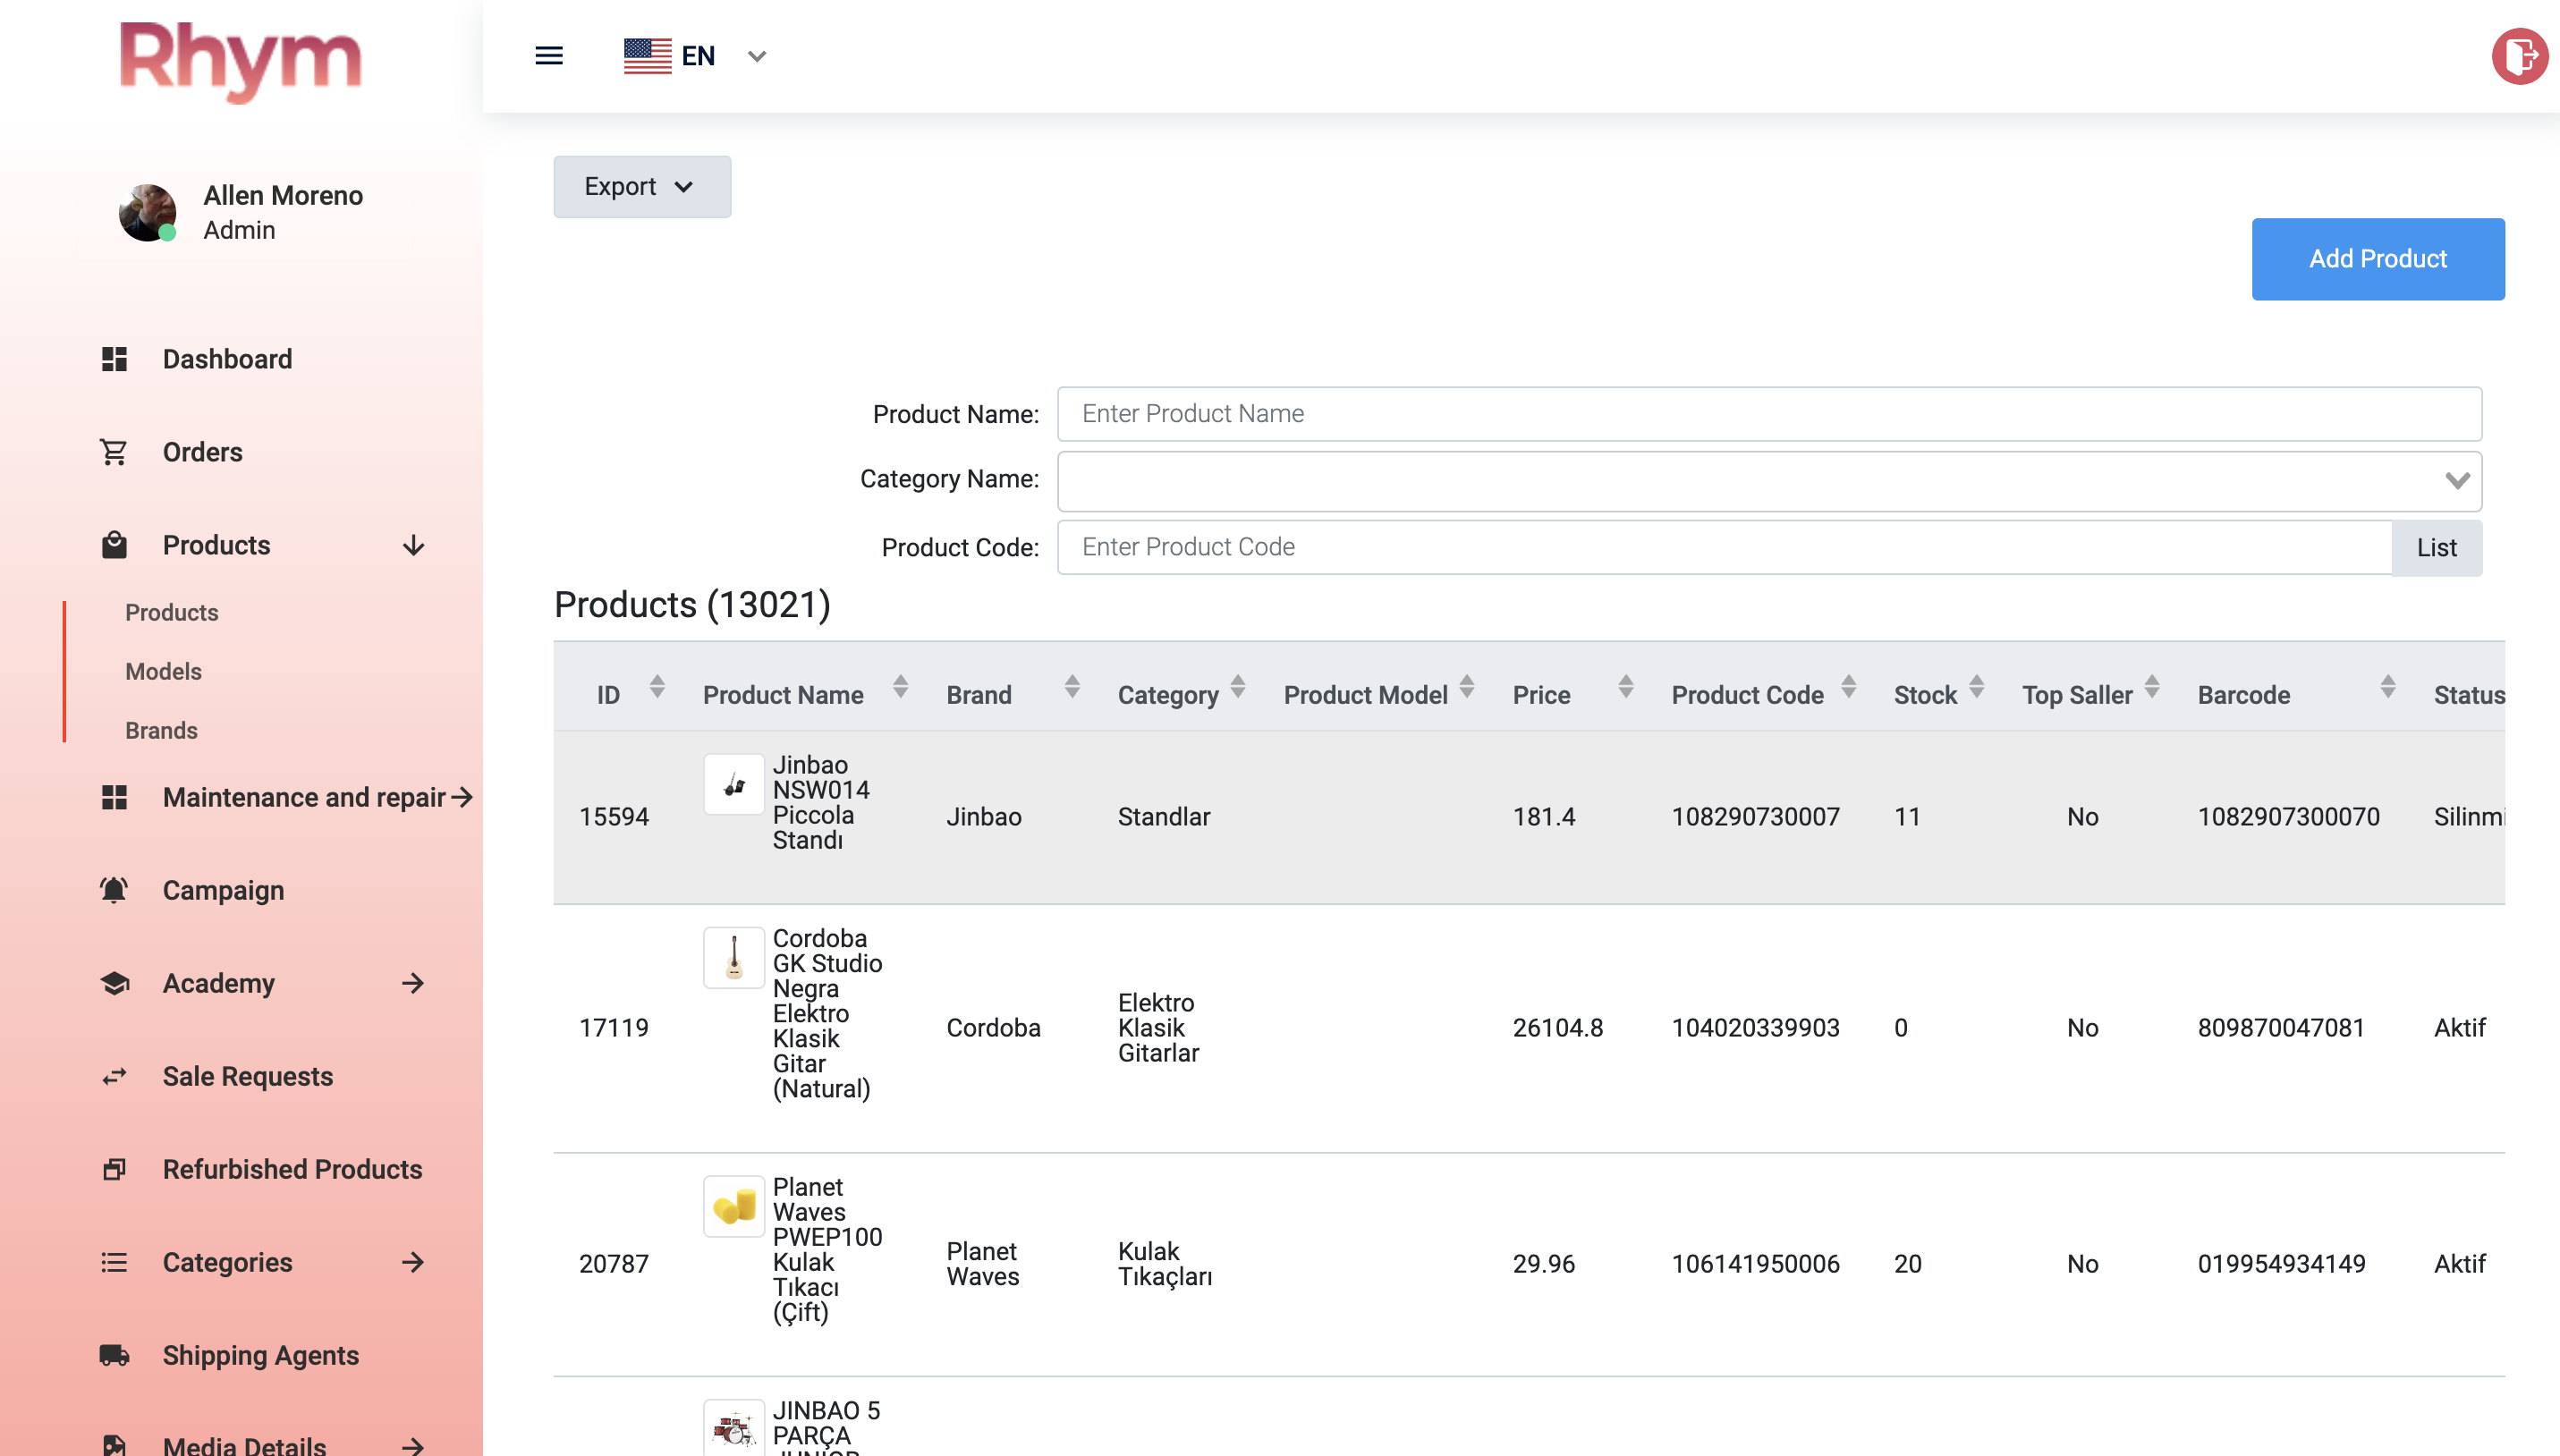 Rhym
Allen Moreno
Admin
Dashboard
Orders
Products
Products
Models
Brands
Maintenance and repair
Campaign
Academy
Sale Requests
Refurbished Products
Categories
Shipping Agents
Media Details
EN
Export
Add Product
Product Name: Enter Product Name
Category Name:
Product Code: Enter Product Code List
Products (13021)
ID Product Name Brand Category Product Model Price Product Code Stock Top Saller Barcode Status
Jinbao
NSW014
Piccola
Standı
15594 Jinbao Standlar 181.4 108290730007 11 No 1082907300070
Cordoba
GK Studio
Negra
Elektro
Klasik
Gitar
(Natural)
17119 Cordoba
Elektro
Klasik
Gitarlar
26104.8 104020339903 0 No 809870047081 Aktif
Planet
Waves
PWEP100
Kulak
Tıkacı
(Çift)
20787
Planet
Waves
Kulak
Tıkaçları
29.96 106141950006 20 No 019954934149 Aktif
JINBAO 5
PARÇA